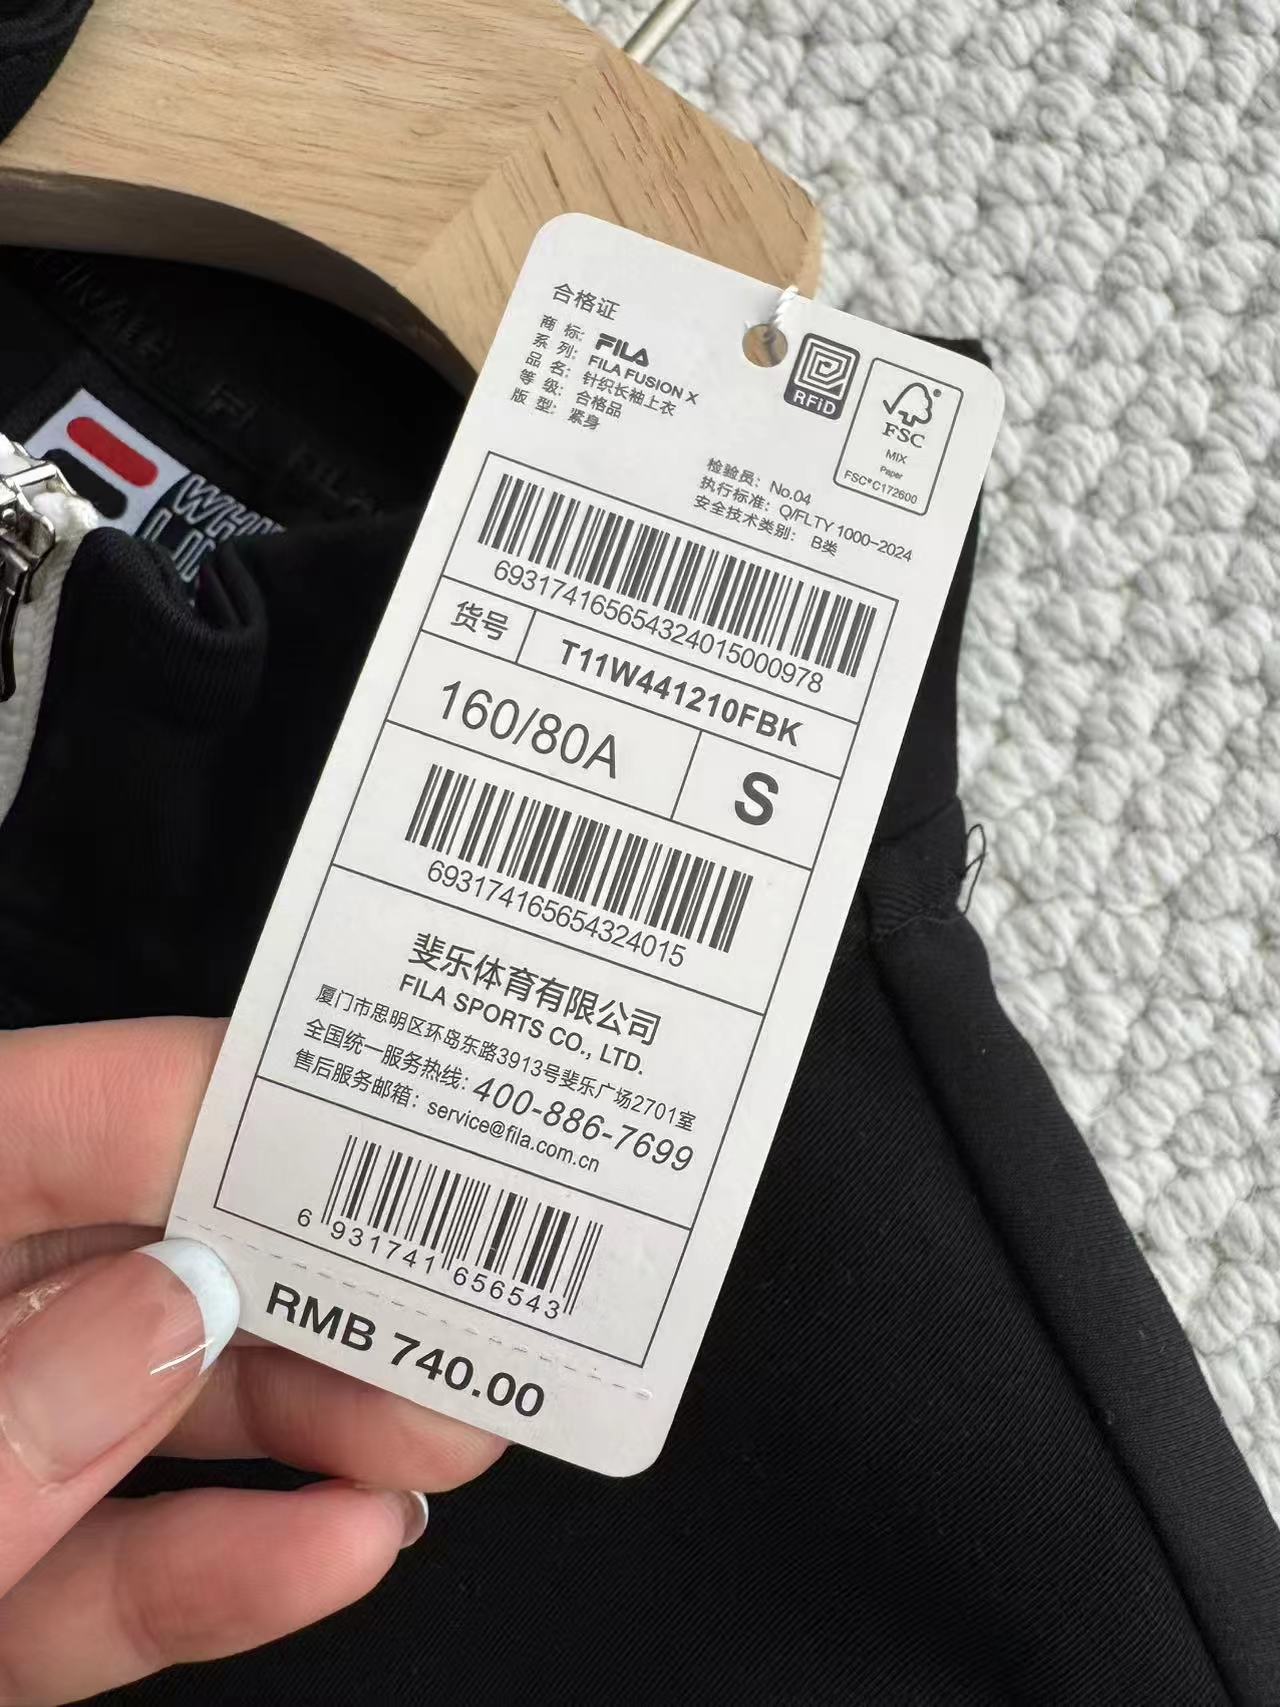 合格证
商 标: FILA
系 列: FILA FUSION X
品 名: 针织长袖上衣
等 级: 合格品
版 型: 紧身
RFiD
FSC
MIX
Paper
FSC®C172600
检验员: No.04
执行标准: Q/FLTY 1000-2024
安全技术类别: B类
693174165654324015000978
货号 T11W441210FBK
160/80A S
69317416565432401​5
斐乐体育有限公司
FILA SPORTS CO., LTD.
厦门市思明区环岛东路3913号斐乐广场2701室
全国统一服务热线: 400-886-7699
售后服务邮箱: service@fila.com.cn
6 931741 656543
RMB 740.00